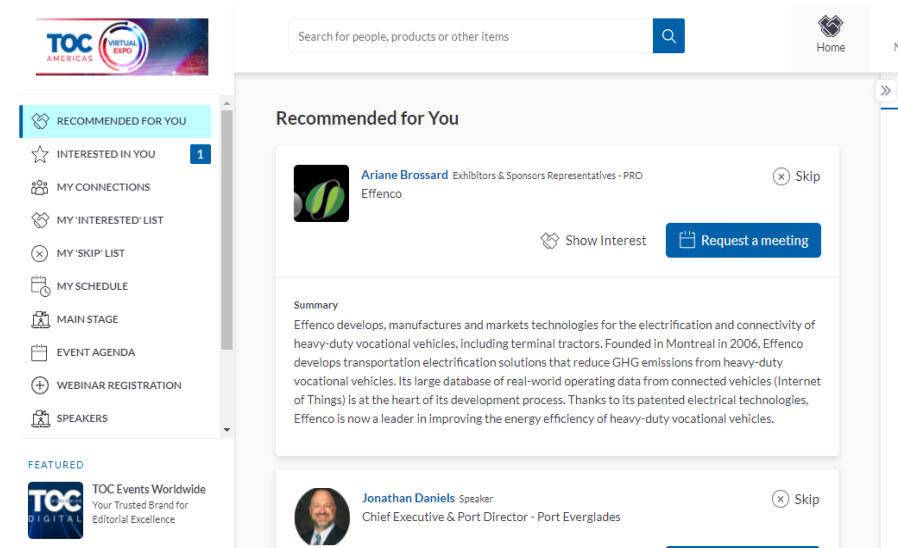 TOC
AMERICAS
VIRTUAL
EXPO
Search for people, products or other items
Home
RECOMMENDED FOR YOU
INTERESTED IN YOU 1
MY CONNECTIONS
MY 'INTERESTED' LIST
MY 'SKIP' LIST
MY SCHEDULE
MAIN STAGE
EVENT AGENDA
WEBINAR REGISTRATION
SPEAKERS
FEATURED
TOC
DIGITAL
TOC Events Worldwide
Your Trusted Brand for
Editorial Excellence
Recommended for You
Ariane Brossard Exhibitors & Sponsors Representatives - PRO
Effenco
Skip
Show Interest
Request a meeting
Summary
Effenco develops, manufactures and markets technologies for the electrification and connectivity of
heavy-duty vocational vehicles, including terminal tractors. Founded in Montreal in 2006, Effenco
develops transportation electrification solutions that reduce GHG emissions from heavy-duty
vocational vehicles. Its large database of real-world operating data from connected vehicles (Internet
of Things) is at the heart of its development process. Thanks to its patented electrical technologies,
Effenco is now a leader in improving the energy efficiency of heavy-duty vocational vehicles.
Jonathan Daniels Speaker
Chief Executive & Port Director - Port Everglades
Skip